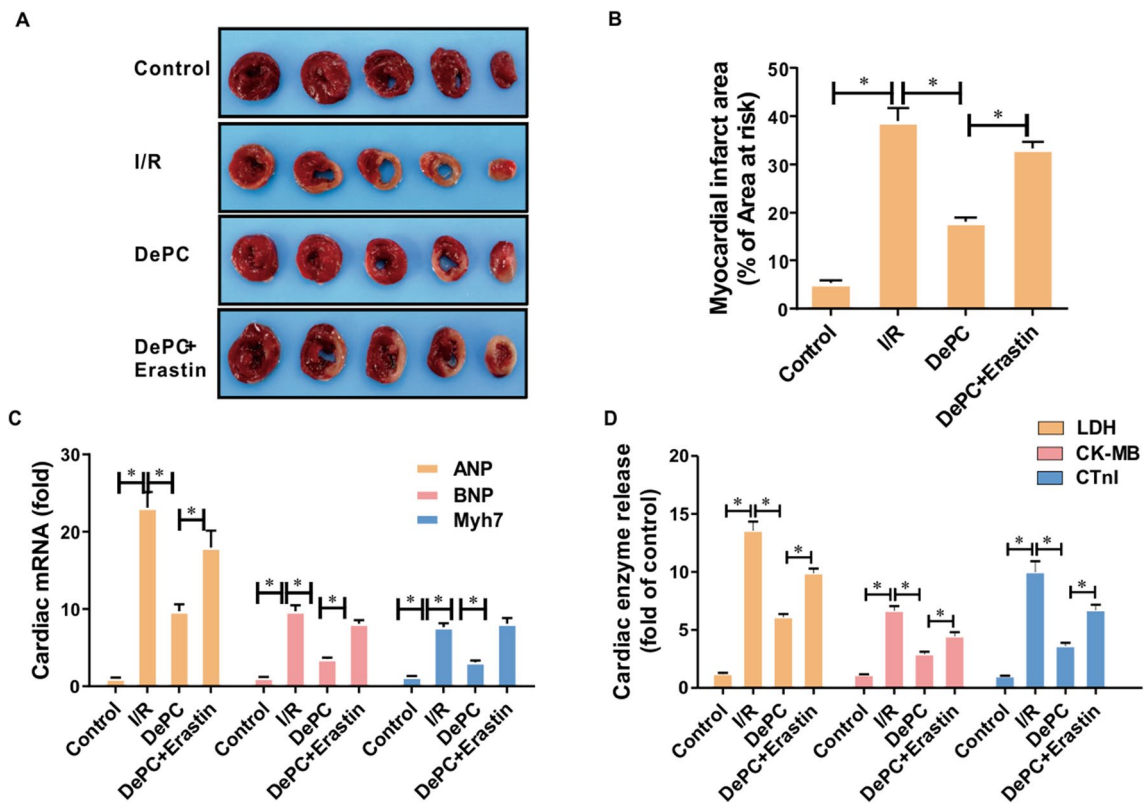 A
Control
I/R
DePC
DePC+
Erastin
B
Myocardial infarct area
(% of Area at risk)
50
40
30
20
10
0
* * *
Control
I/R
DePC
DePC+Erastin
C
Cardiac mRNA (fold)
30
20
10
0
ANP
BNP
Myh7
* * *
* * *
* * *
Control
I/R
DePC
DePC+Erastin
Control
I/R
DePC
DePC+Erastin
Control
I/R
DePC
DePC+Erastin
D
Cardiac enzyme release
(fold of control)
20
15
10
5
0
LDH
CK-MB
CTnI
* * *
* * *
* * *
Control
I/R
DePC
DePC+Erastin
Control
I/R
DePC
DePC+Erastin
Control
I/R
DePC
DePC+Erastin